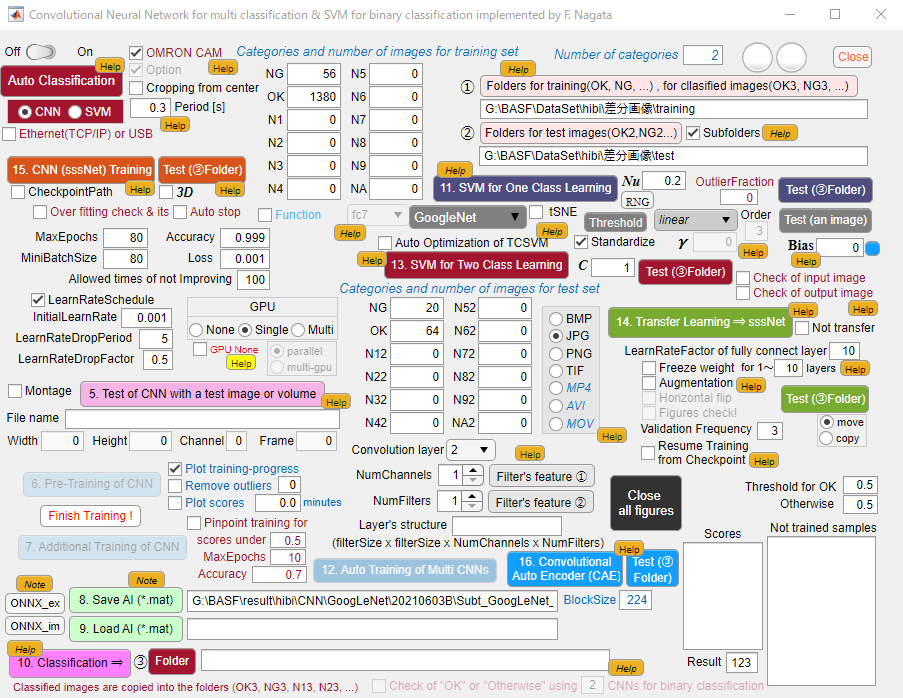 Convolutional Neural Network for multi classification & SVM for binary classification implemented by F. Nagata
Off On OMRON CAM Categories and number of images for training set Number of categories 2 Close
Help Option Help
Auto Classification Cropping from center
CNN SVM 0.3 Period [s]
Ethernet(TCP/IP) or USB Help
NG 56 N5 0
OK 1380 N6 0
N1 0 N7 0
N2 0 N8 0
N3 0 N9 0
N4 0 NA 0
Help
① Folders for training(OK, NG, ...) , for cllasified images(OK3, NG3, ...)
G:\BASF\DataSet\hibi\差分画像\training
② Folders for test images(OK2,NG2...) Subfolders Help
G:\BASF\DataSet\hibi\差分画像\test
15. CNN (sssNet) Training Test (③Folder)
CheckpointPath Help 3D Help
Over fitting check & its Auto stop Function
Help
11. SVM for One Class Learning Nu 0.2 OutlierFraction Test (③Folder)
RNG 0
fc7 GoogleNet tSNE Threshold linear Order Test (an image)
Help Help 3
Auto Optimization of TCSVM Standardize γ 0 Help Bias 0
Help 13. SVM for Two Class Learning C 1 Test (③Folder) Help
Check of input image
Check of output image
MaxEpochs 80 Accuracy 0.999
MiniBatchSize 80 Loss 0.001
Allowed times of not Improving 100
LearnRateSchedule
InitialLearnRate 0.001
LearnRateDropPeriod 5
LearnRateDropFactor 0.5
GPU
None Single Multi
GPU None parallel
Help multi-gpu
Categories and number of images for test set
NG 20 N52 0
OK 64 N62 0
N12 0 N72 0
N22 0 N82 0
N32 0 N92 0
N42 0 NA2 0
BMP
JPG
PNG
TIF
MP4
AVI
MOV
Help
Help Help
14. Transfer Learning ⇒ sssNet Not transfer
LearnRateFactor of fully connect layer 10
Freeze weight for 1～ 10 layers Help
Augmentation Help
Horizontal flip Test (③Folder)
Figures check!
Validation Frequency 3 move
copy
Resume Training
from Checkpoint Help
Montage 5. Test of CNN with a test image or volume Help
File name
Width 0 Height 0 Channel 0 Frame 0
Convolution layer 2 Help
NumChannels 1 Filter's feature ①
NumFilters 1 Filter's feature ②
Layer's structure
(filterSize x filterSize x NumChannels x NumFilters)
Close
all figures
Threshold for OK 0.5
Otherwise 0.5
6. Pre-Training of CNN Plot training-progress
Remove outliers 0
Plot scores 0.0 minutes
Finish Training !
Pinpoint training for
scores under 0.5
MaxEpochs 10
Accuracy 0.7
7. Additional Training of CNN
12. Auto Training of Multi CNNs
Help
16. Convolutional
Auto Encoder (CAE)
Test (③
Folder)
BlockSize 224
Scores
Not trained samples
Note Note
ONNX_ex 8. Save AI (*.mat) G:\BASF\result\hibi\CNN\GoogLeNet\20210603B\Subt_GoogLeNet_
ONNX_im 9. Load AI (*.mat)
Help
10. Classification ⇒ ③ Folder Help
Result 123
Classified images are copied into the folders (OK3, NG3, N13, N23, ...) Check of "OK" or "Otherwise" using 2 CNNs for binary classification